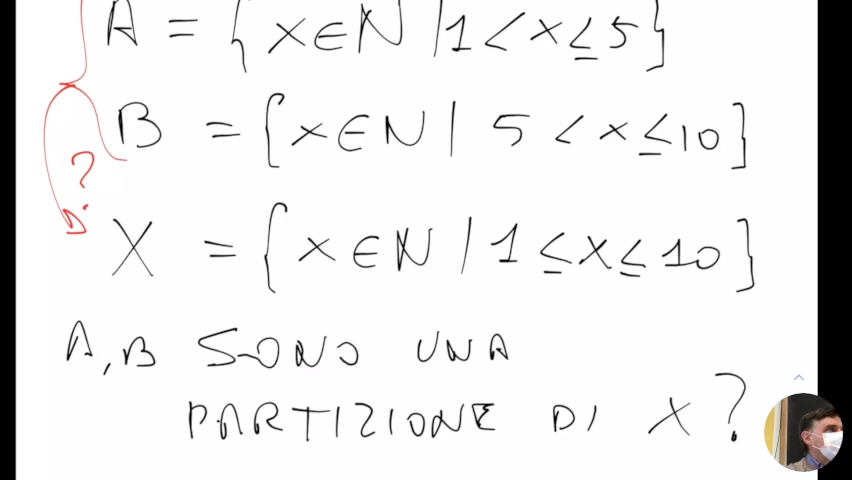 A = {x∈N | 1 < x ≤ 5}
B = {x∈N | 5 < x ≤ 10}
?
X = {x∈N | 1 ≤ x ≤ 10}
A, B SONO UNA
PARTIZIONE DI X?